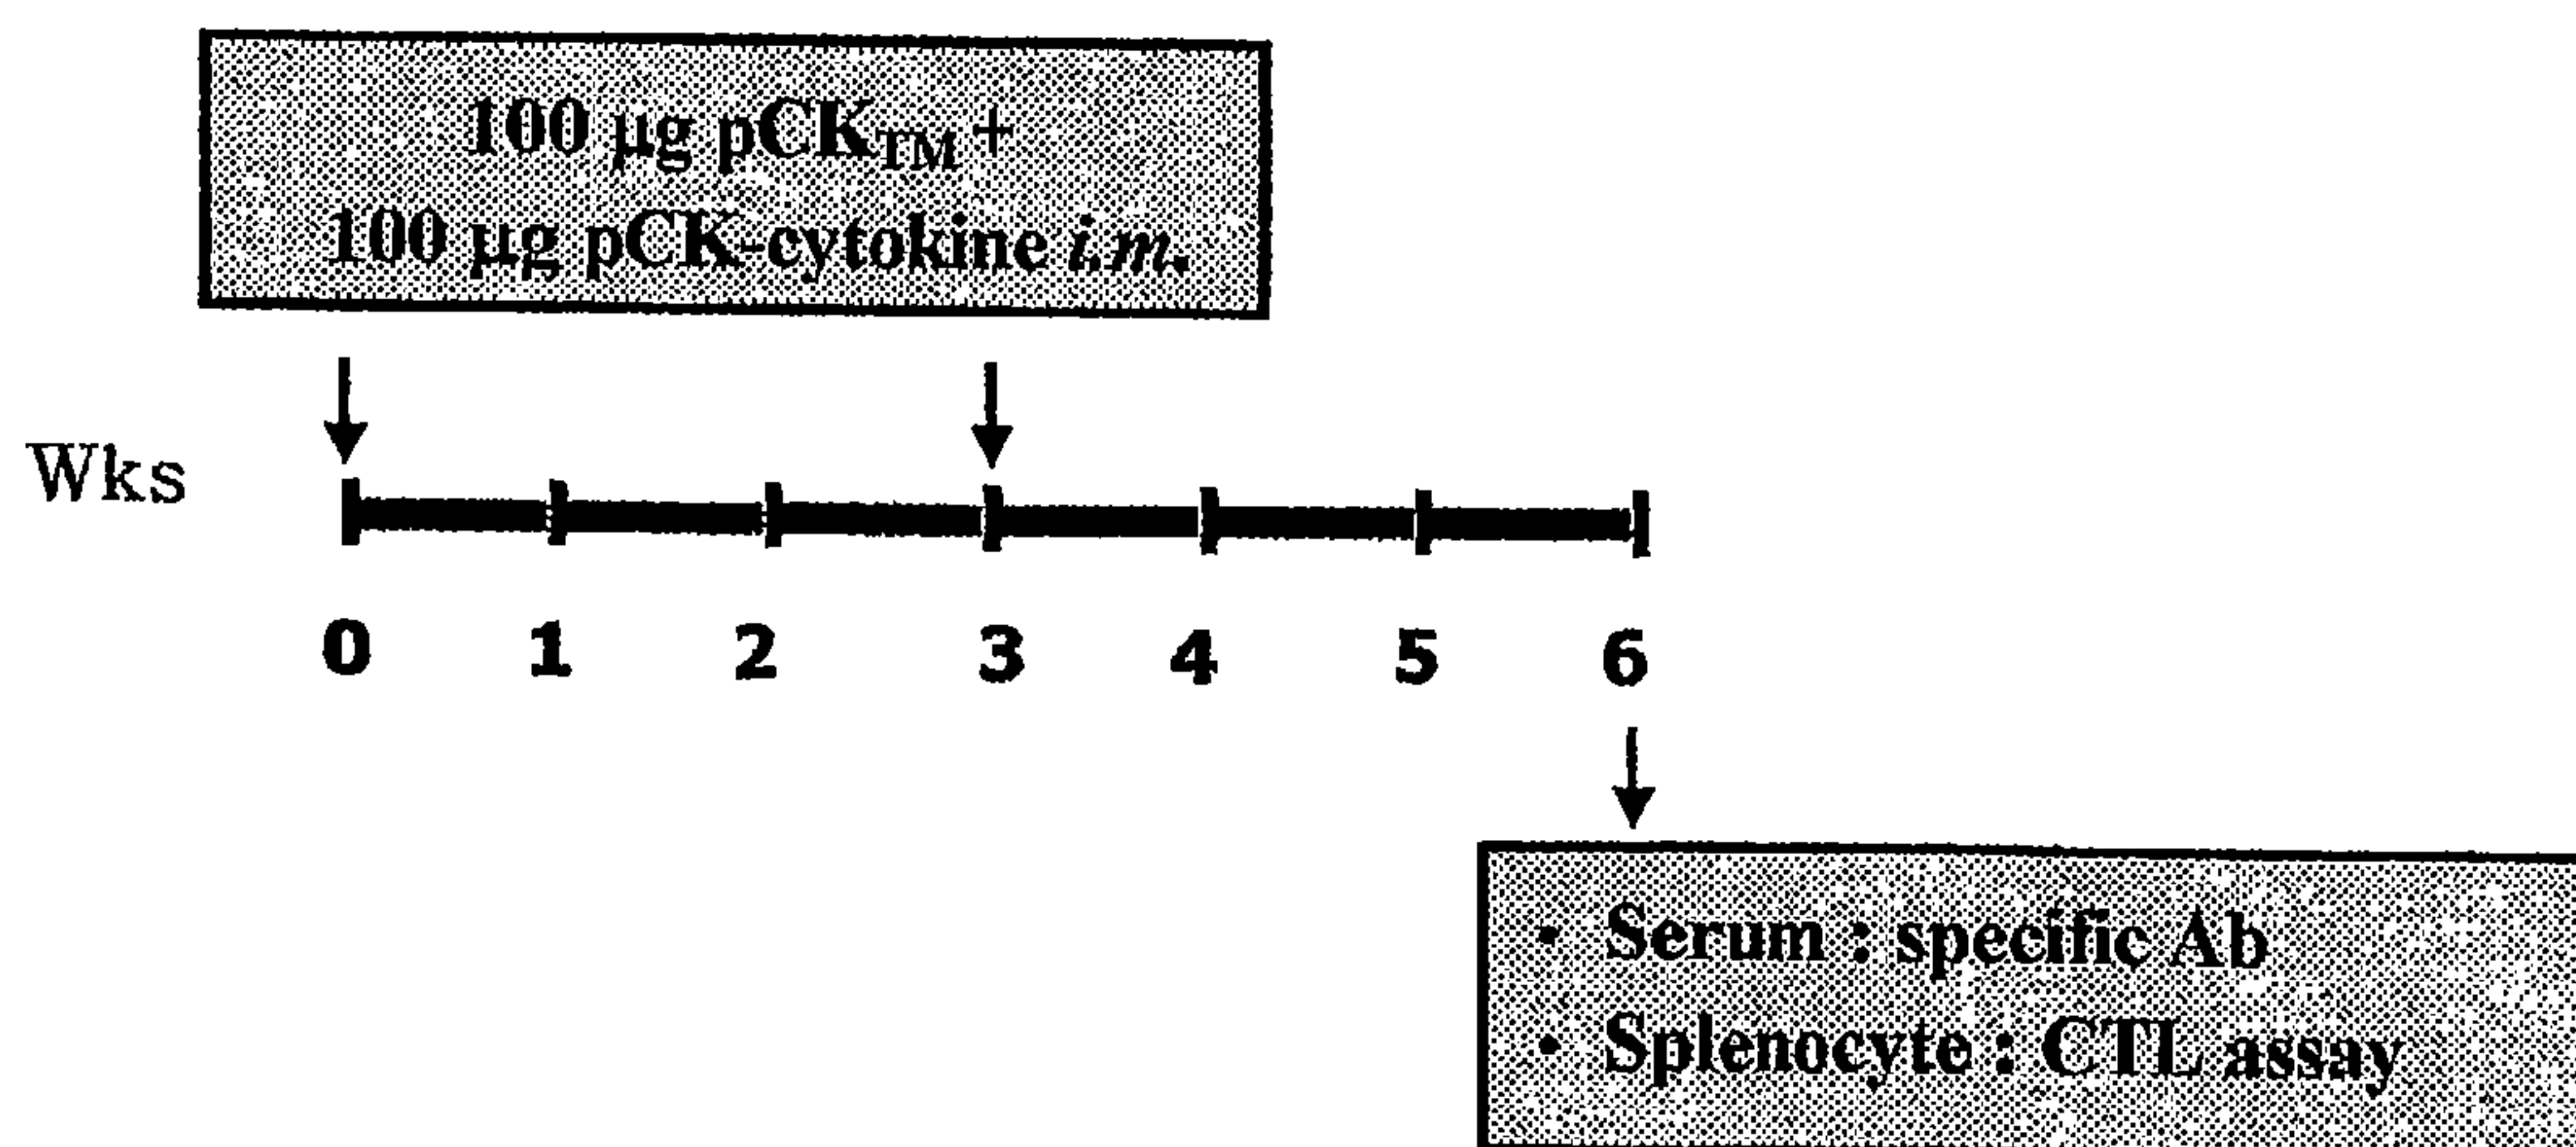 100 µg pCKTM +
100 µg pCK-cytokine i.m.
Wks
0 1 2 3 4 5 6
• Serum : specific Ab
• Splenocyte : CTL assay